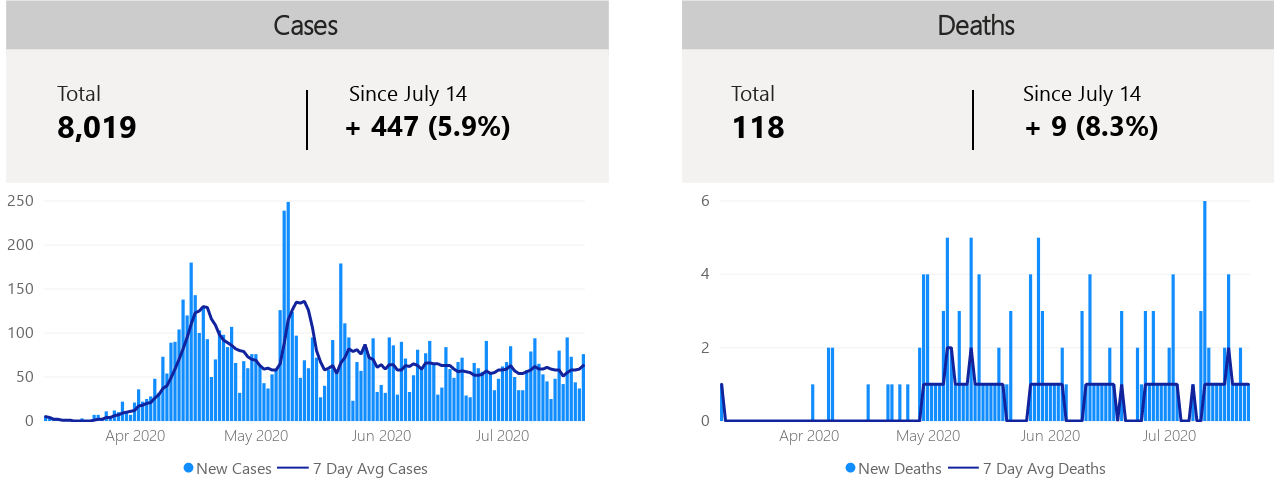 Cases
Total
8,019
Since July 14
+ 447 (5.9%)
250
200
150
100
50
0
Apr 2020
May 2020
Jun 2020
Jul 2020
New Cases
7 Day Avg Cases
Deaths
Total
118
Since July 14
+ 9 (8.3%)
6
4
2
0
Apr 2020
May 2020
Jun 2020
Jul 2020
New Deaths
7 Day Avg Deaths